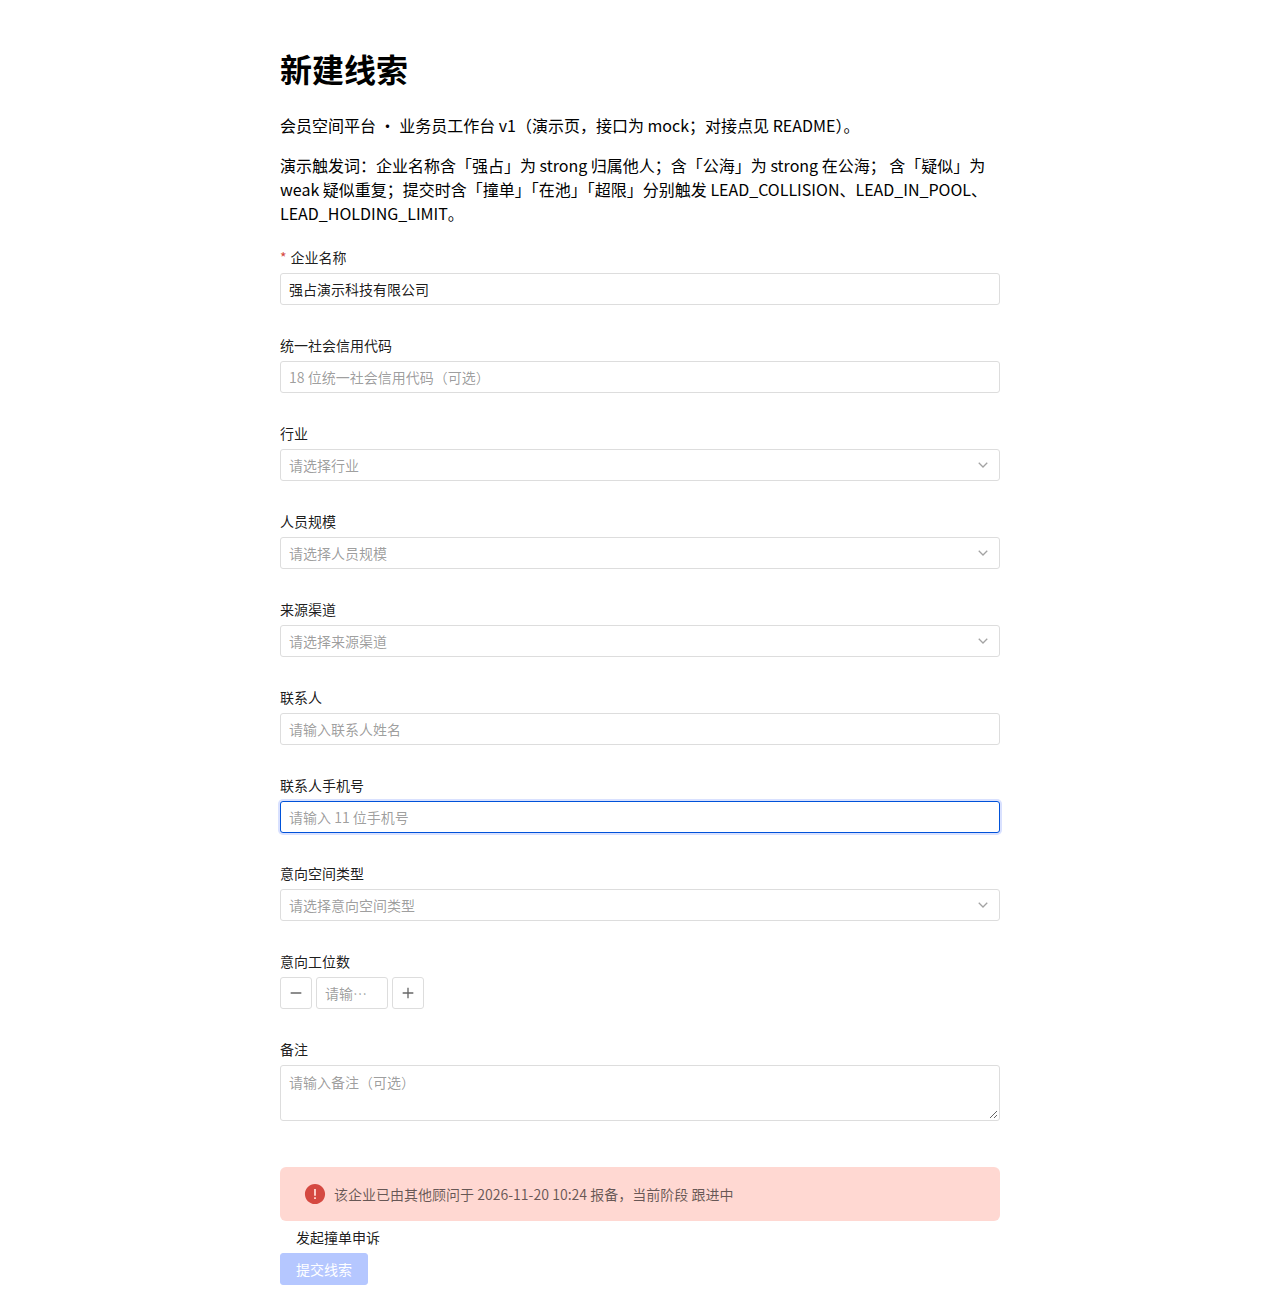 新建线索
会员空间平台 · 业务员工作台 v1（演示页，接口为 mock；对接点见 README）。
演示触发词：企业名称含「强占」为 strong 归属他人；含「公海」为 strong 在公海； 含「疑似」为
weak 疑似重复；提交时含「撞单」「在池」「超限」分别触发 LEAD_COLLISION、LEAD_IN_POOL、
LEAD_HOLDING_LIMIT。
* 企业名称
强占演示科技有限公司
统一社会信用代码
18 位统一社会信用代码（可选）
行业
请选择行业
人员规模
请选择人员规模
来源渠道
请选择来源渠道
联系人
请输入联系人姓名
联系人手机号
请输入 11 位手机号
意向空间类型
请选择意向空间类型
意向工位数
请输…
备注
请输入备注（可选）
该企业已由其他顾问于 2026-11-20 10:24 报备，当前阶段 跟进中
发起撞单申诉
提交线索